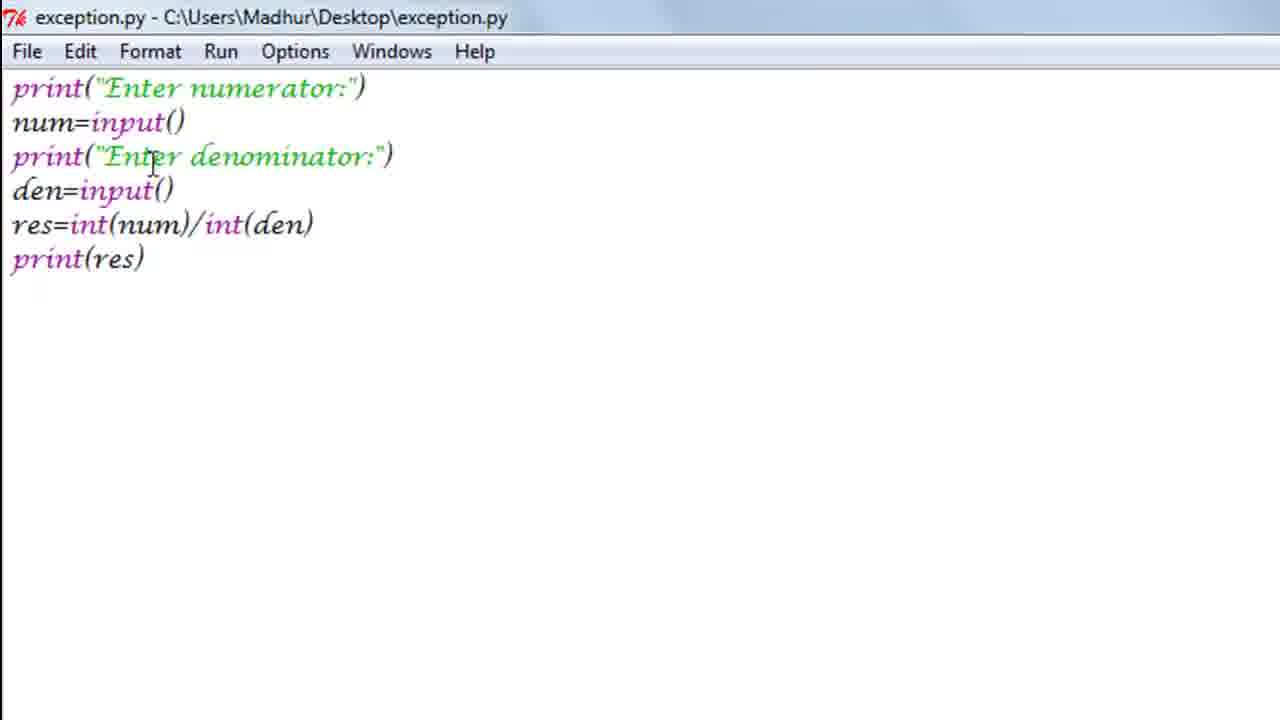 exception.py - C:\Users\Madhur\Desktop\exception.py
File Edit Format Run Options Windows Help
print("Enter numerator:")
num=input()
print("Enter denominator:")
den=input()
res=int(num)/int(den)
print(res)